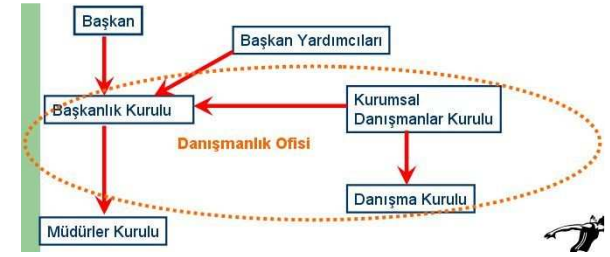 Başkan
Başkan Yardımcıları
Başkanlık Kurulu
Kurumsal
Danışmanlar Kurulu
Danışmanlık Ofisi
Danışma Kurulu
Müdürler Kurulu